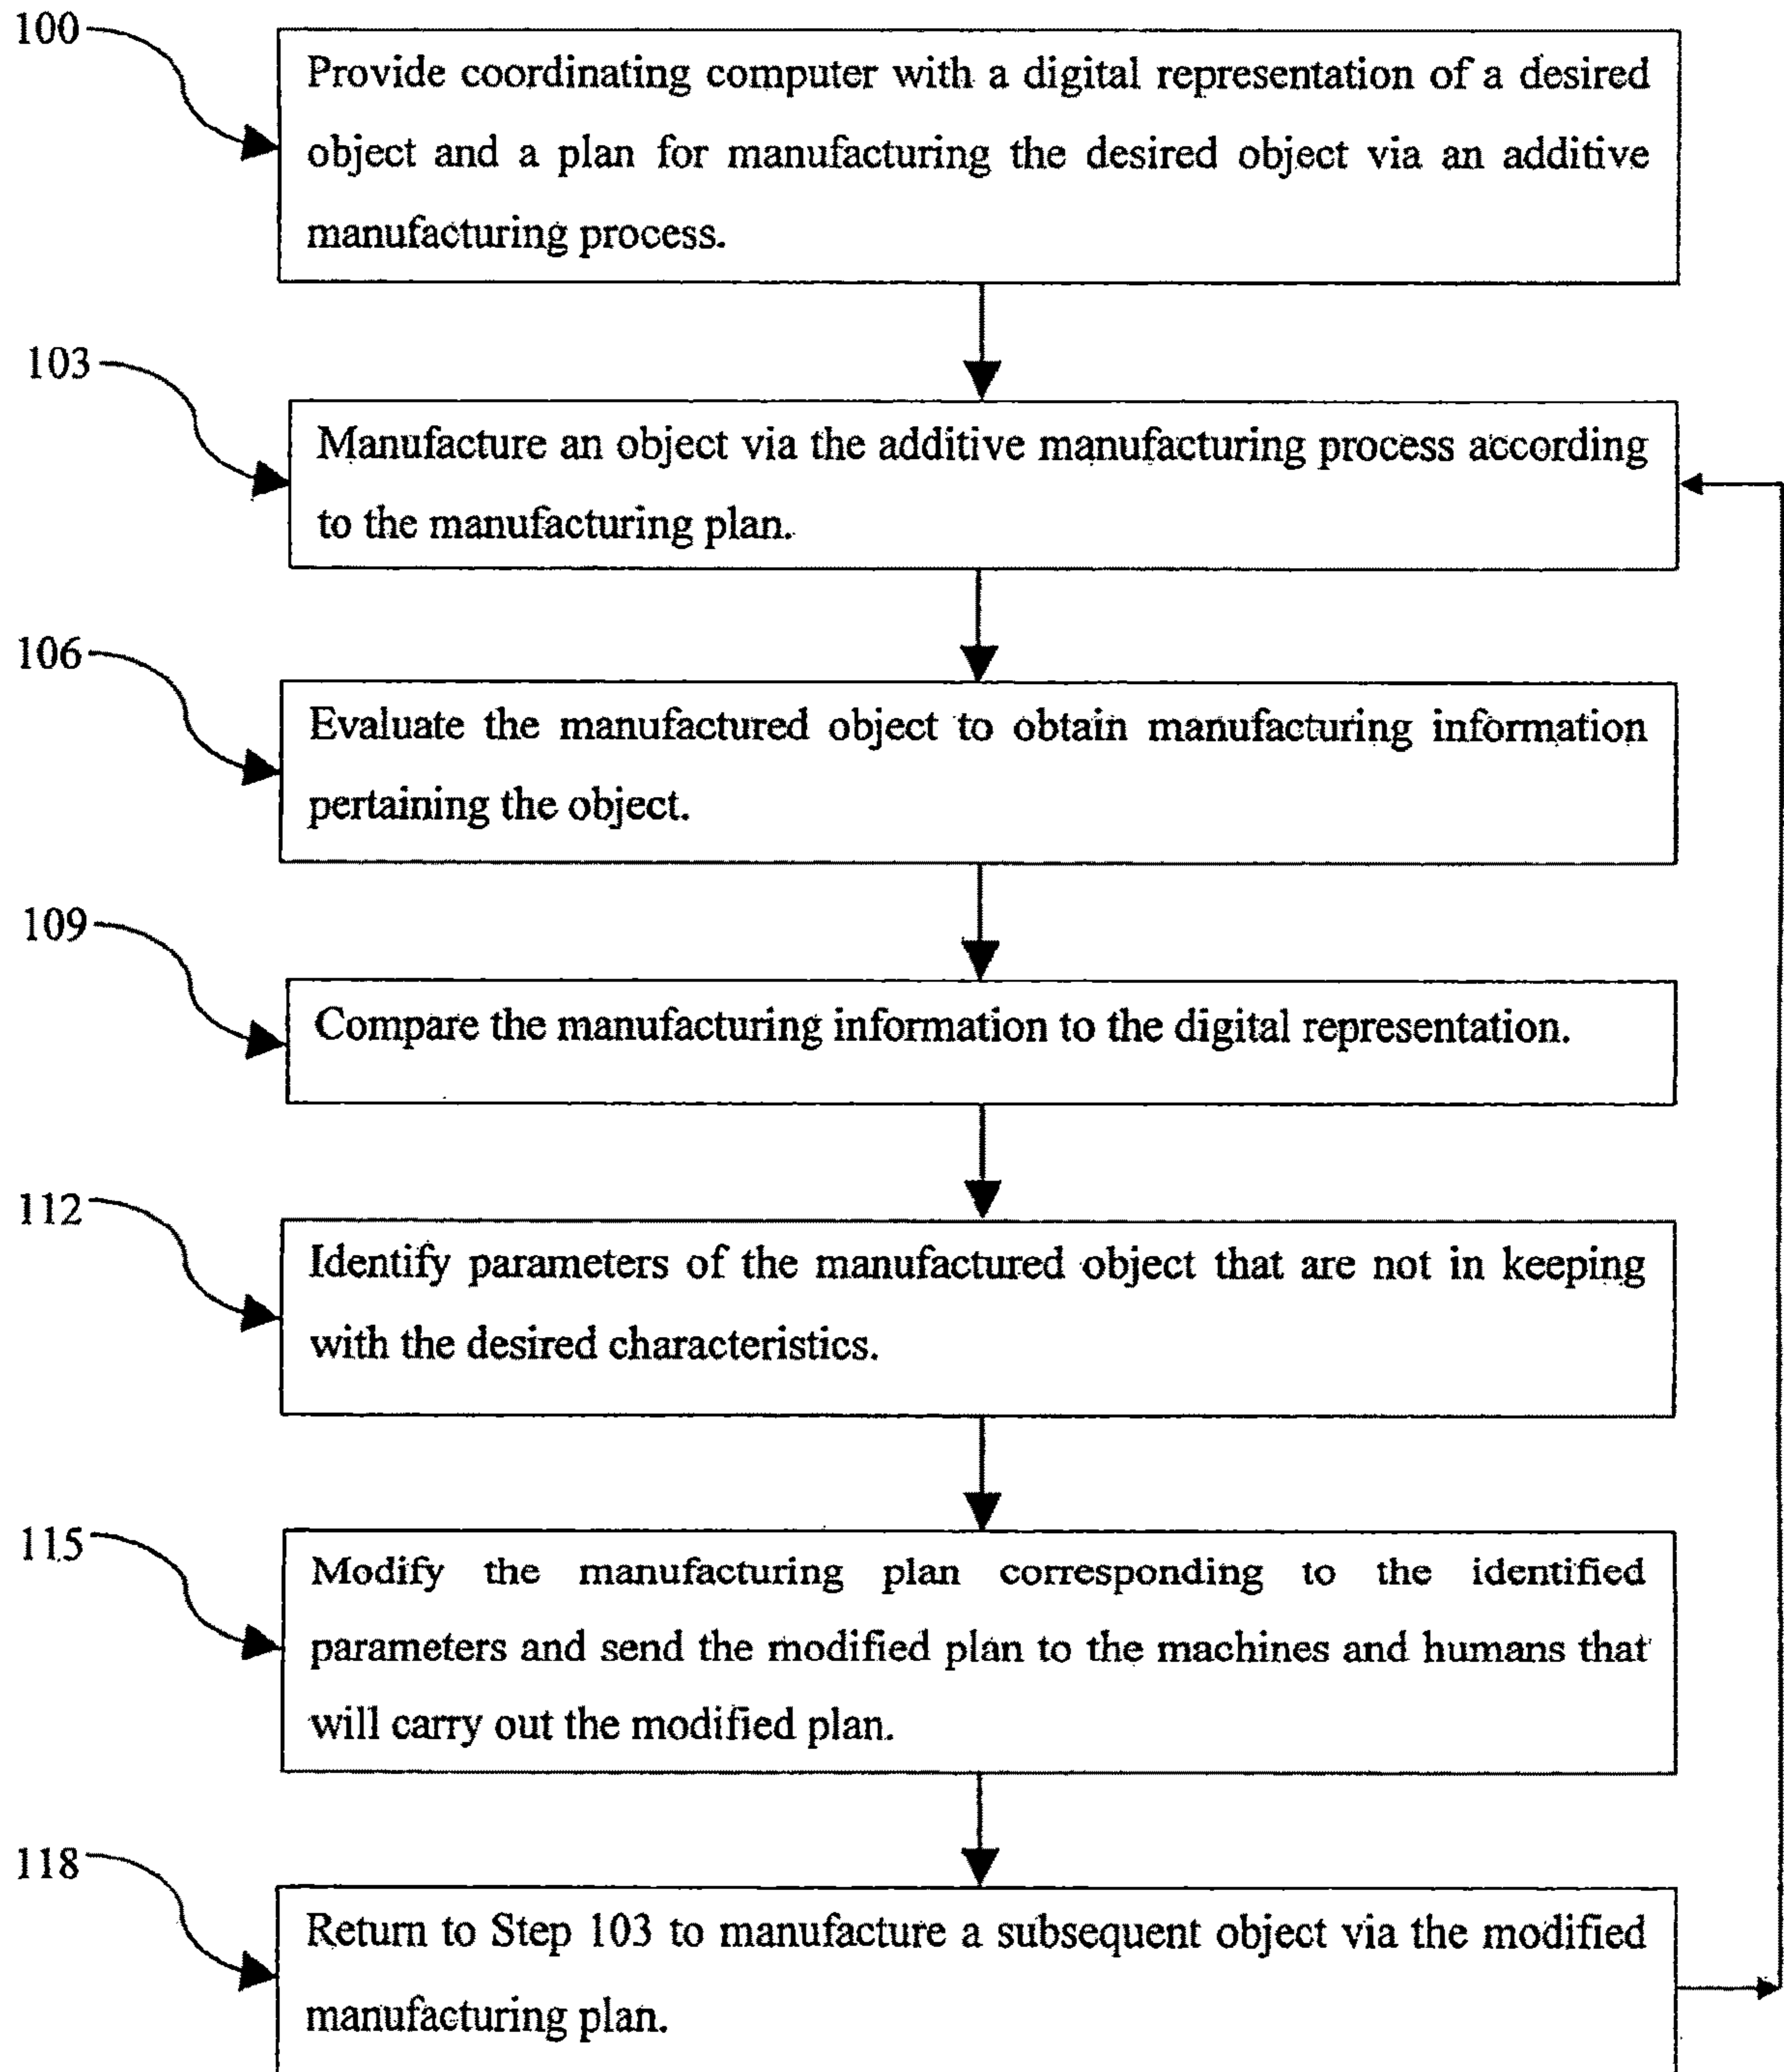 100
Provide coordinating computer with a digital representation of a desired
object and a plan for manufacturing the desired object via an additive
manufacturing process.
103
Manufacture an object via the additive manufacturing process according
to the manufacturing plan.
106
Evaluate the manufactured object to obtain manufacturing information
pertaining the object.
109
Compare the manufacturing information to the digital representation.
112
Identify parameters of the manufactured object that are not in keeping
with the desired characteristics.
115
Modify the manufacturing plan corresponding to the identified
parameters and send the modified plan to the machines and humans that
will carry out the modified plan.
118
Return to Step 103 to manufacture a subsequent object via the modified
manufacturing plan.